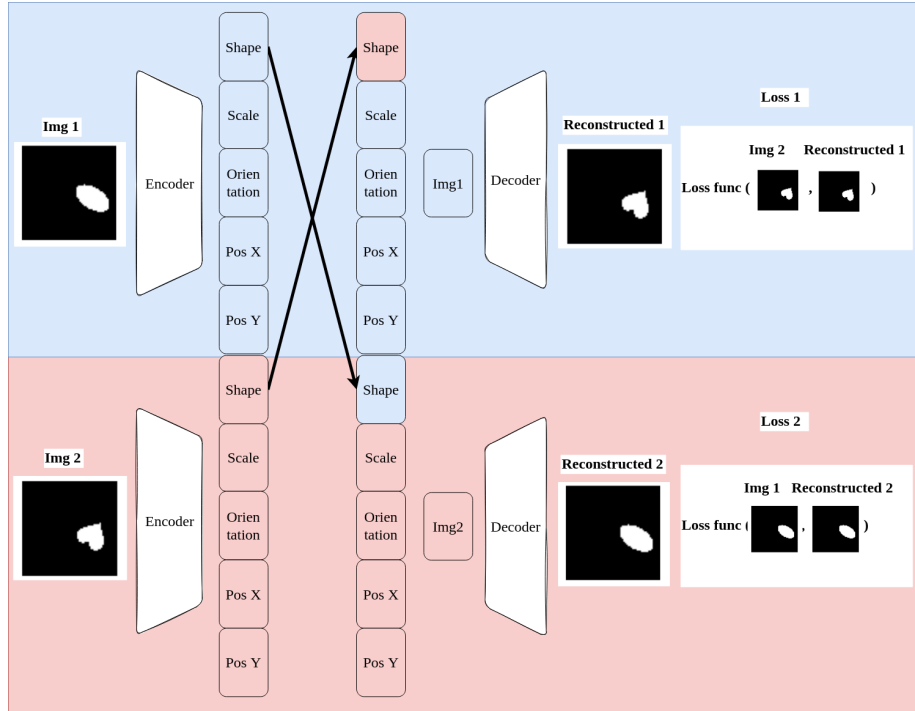 Img 1
Encoder
Shape
Scale
Orien
tation
Pos X
Pos Y
Shape
Scale
Orien
tation
Pos X
Pos Y
Img1
Decoder
Reconstructed 1
Loss 1
Img 2 Reconstructed 1
Loss func ( , )
Img 2
Encoder
Shape
Scale
Orien
tation
Pos X
Pos Y
Shape
Scale
Orien
tation
Pos X
Pos Y
Img2
Decoder
Reconstructed 2
Loss 2
Img 1 Reconstructed 2
Loss func ( , )